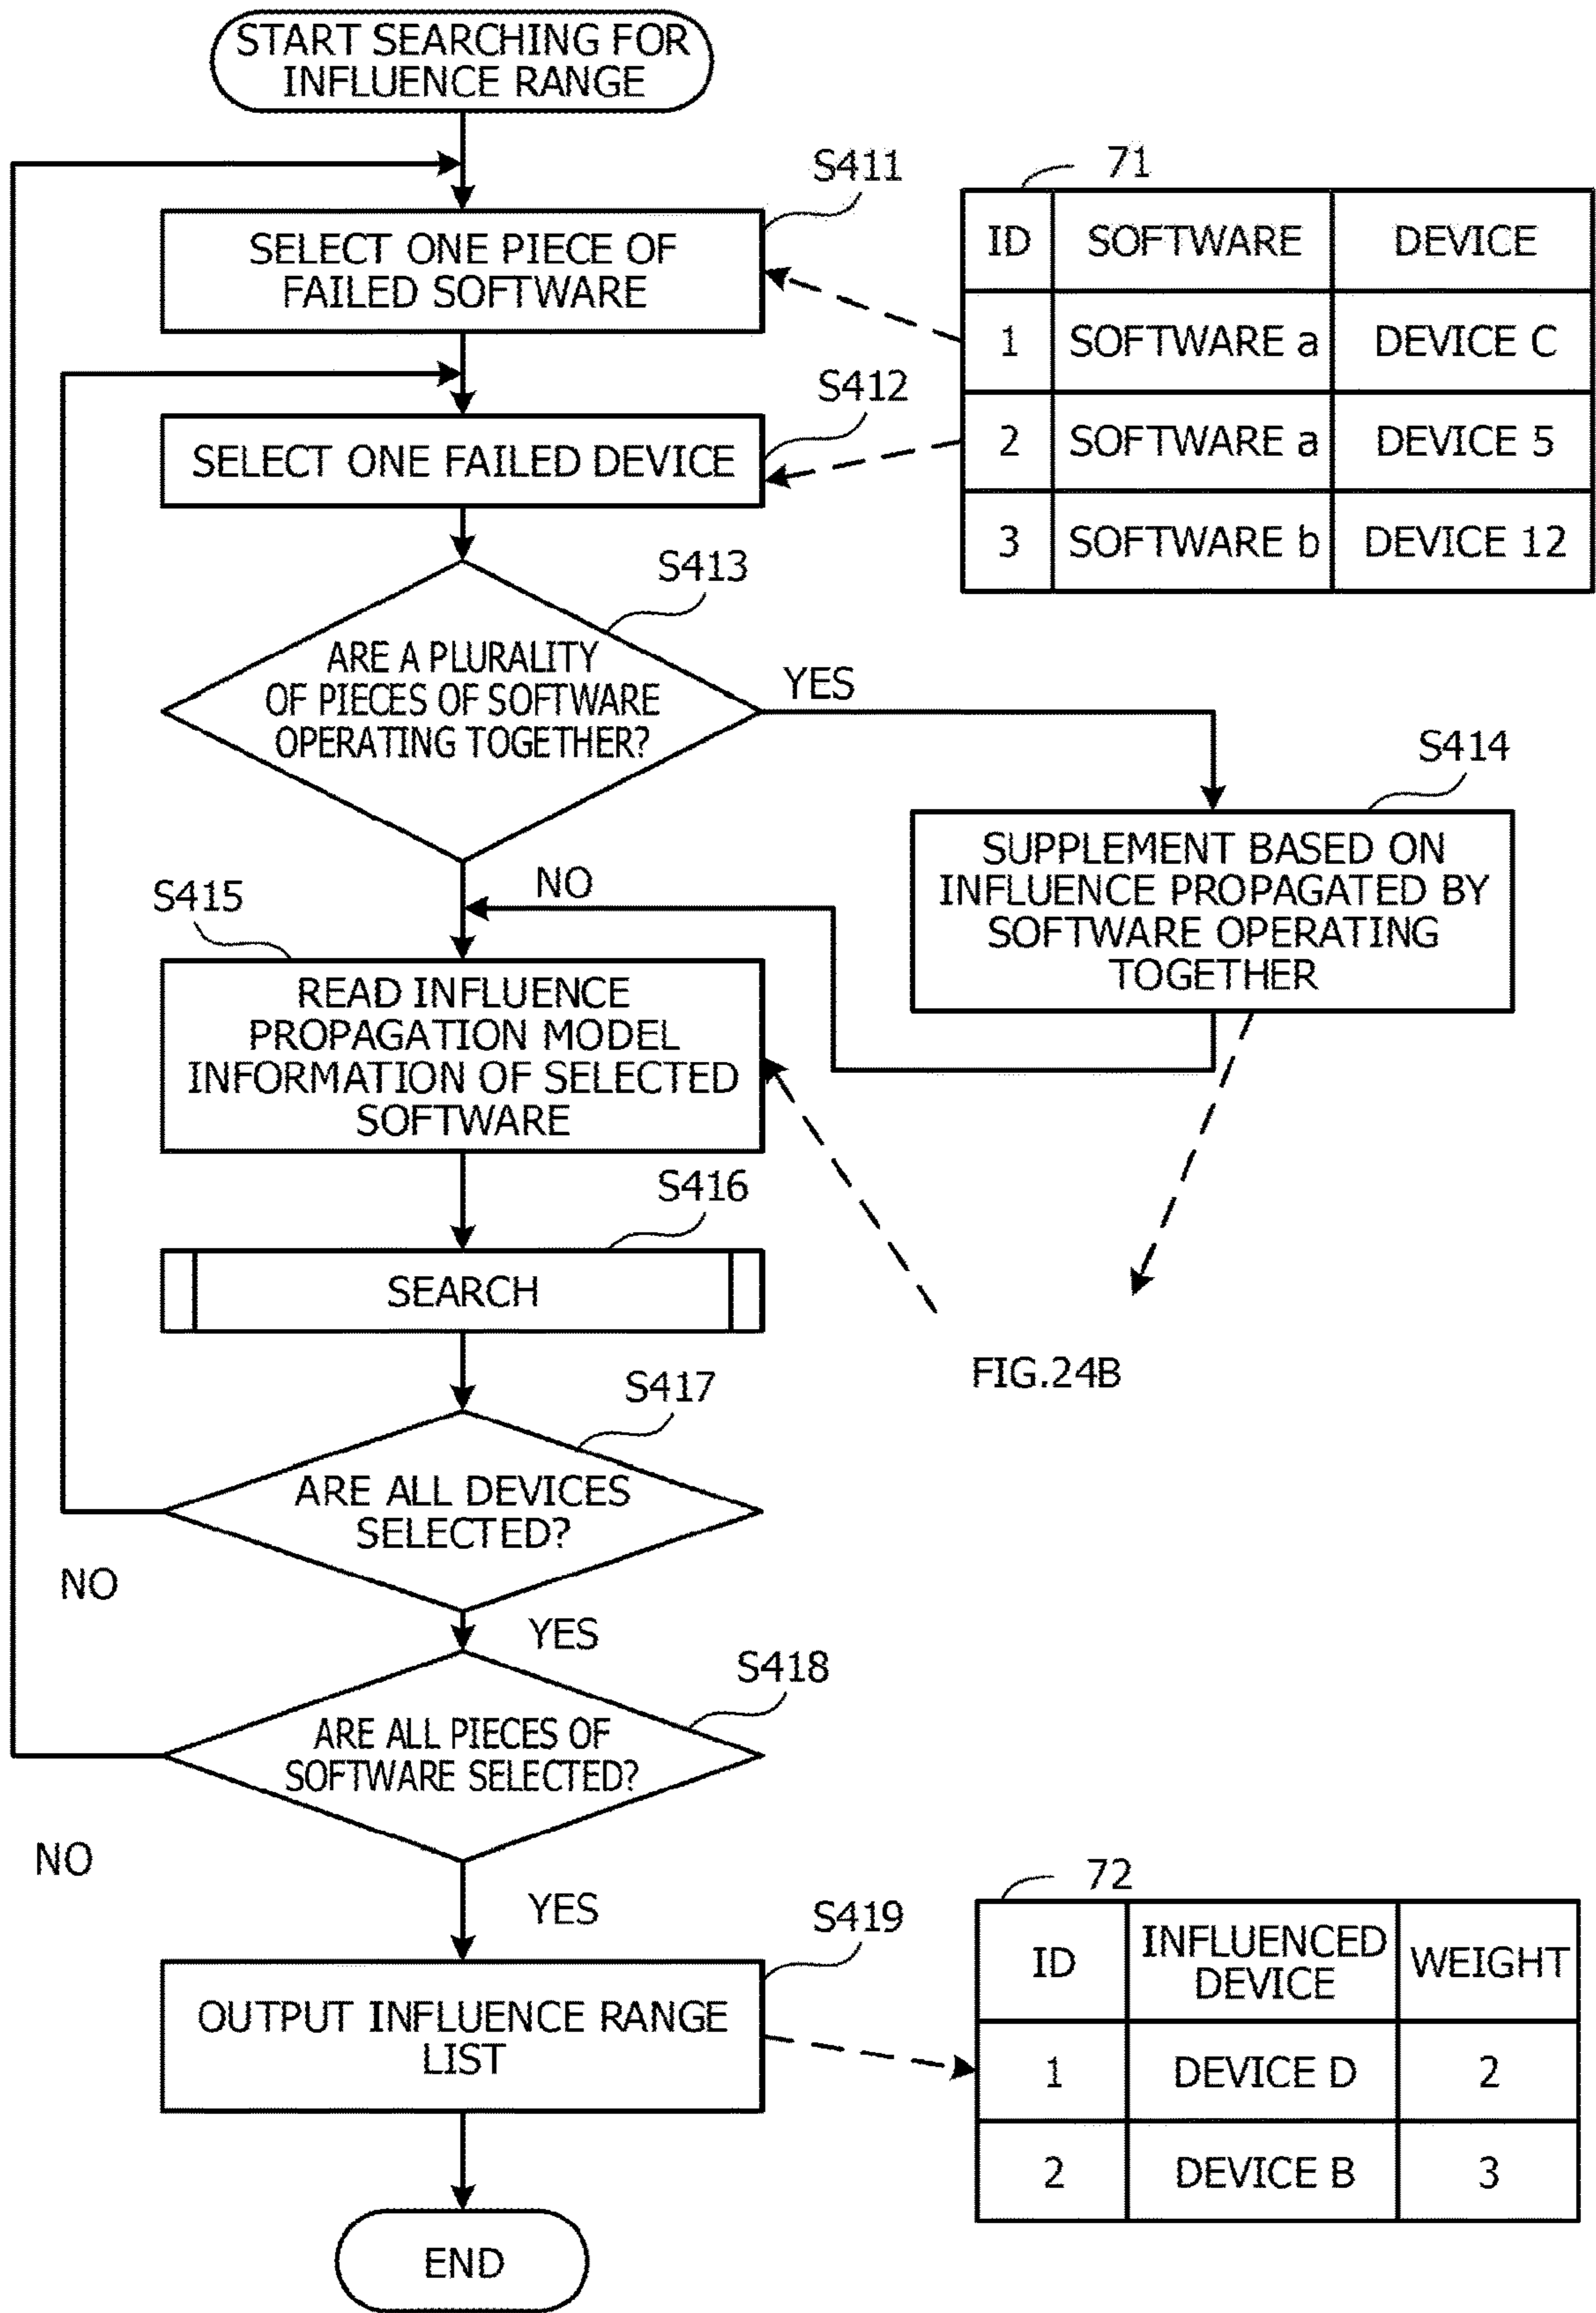 START SEARCHING FOR
INFLUENCE RANGE
S411
SELECT ONE PIECE OF
FAILED SOFTWARE
71
ID SOFTWARE DEVICE
1 SOFTWARE a DEVICE C
2 SOFTWARE a DEVICE 5
3 SOFTWARE b DEVICE 12
S412
SELECT ONE FAILED DEVICE
S413
ARE A PLURALITY
OF PIECES OF SOFTWARE
OPERATING TOGETHER?
YES
S414
SUPPLEMENT BASED ON
INFLUENCE PROPAGATED BY
SOFTWARE OPERATING
TOGETHER
NO
S415
READ INFLUENCE
PROPAGATION MODEL
INFORMATION OF SELECTED
SOFTWARE
S416
SEARCH
FIG.24B
S417
ARE ALL DEVICES
SELECTED?
NO
YES
S418
ARE ALL PIECES OF
SOFTWARE SELECTED?
NO
YES
S419
OUTPUT INFLUENCE RANGE
LIST
72
ID INFLUENCED
DEVICE WEIGHT
1 DEVICE D 2
2 DEVICE B 3
END